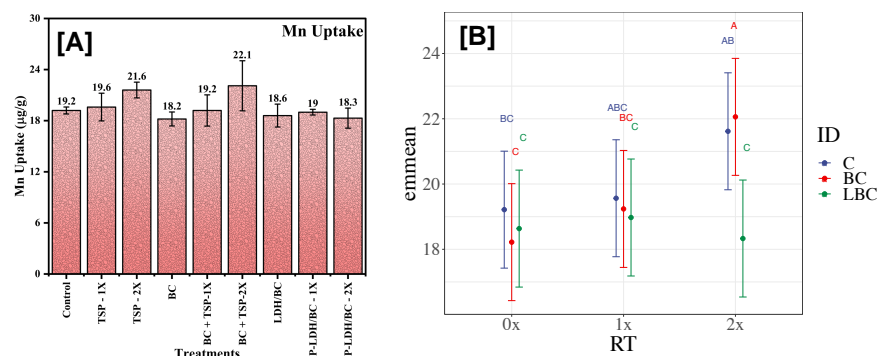 [A]
Mn Uptake
Mn Uptake (µg/g)
30
24
18
12
6
0
19.2
19.6
21.6
18.2
19.2
22.1
18.6
19
18.3
Control
TSP - 1X
TSP - 2X
BC
BC + TSP-1X
BC + TSP-2X
LDH/BC
P-LDH/BC - 1X
P-LDH/BC - 2X
Treatments
[B]
emmean
24
22
20
18
BC
C
C
ABC
BC
C
AB
A
C
0x
1x
2x
RT
ID
C
BC
LBC